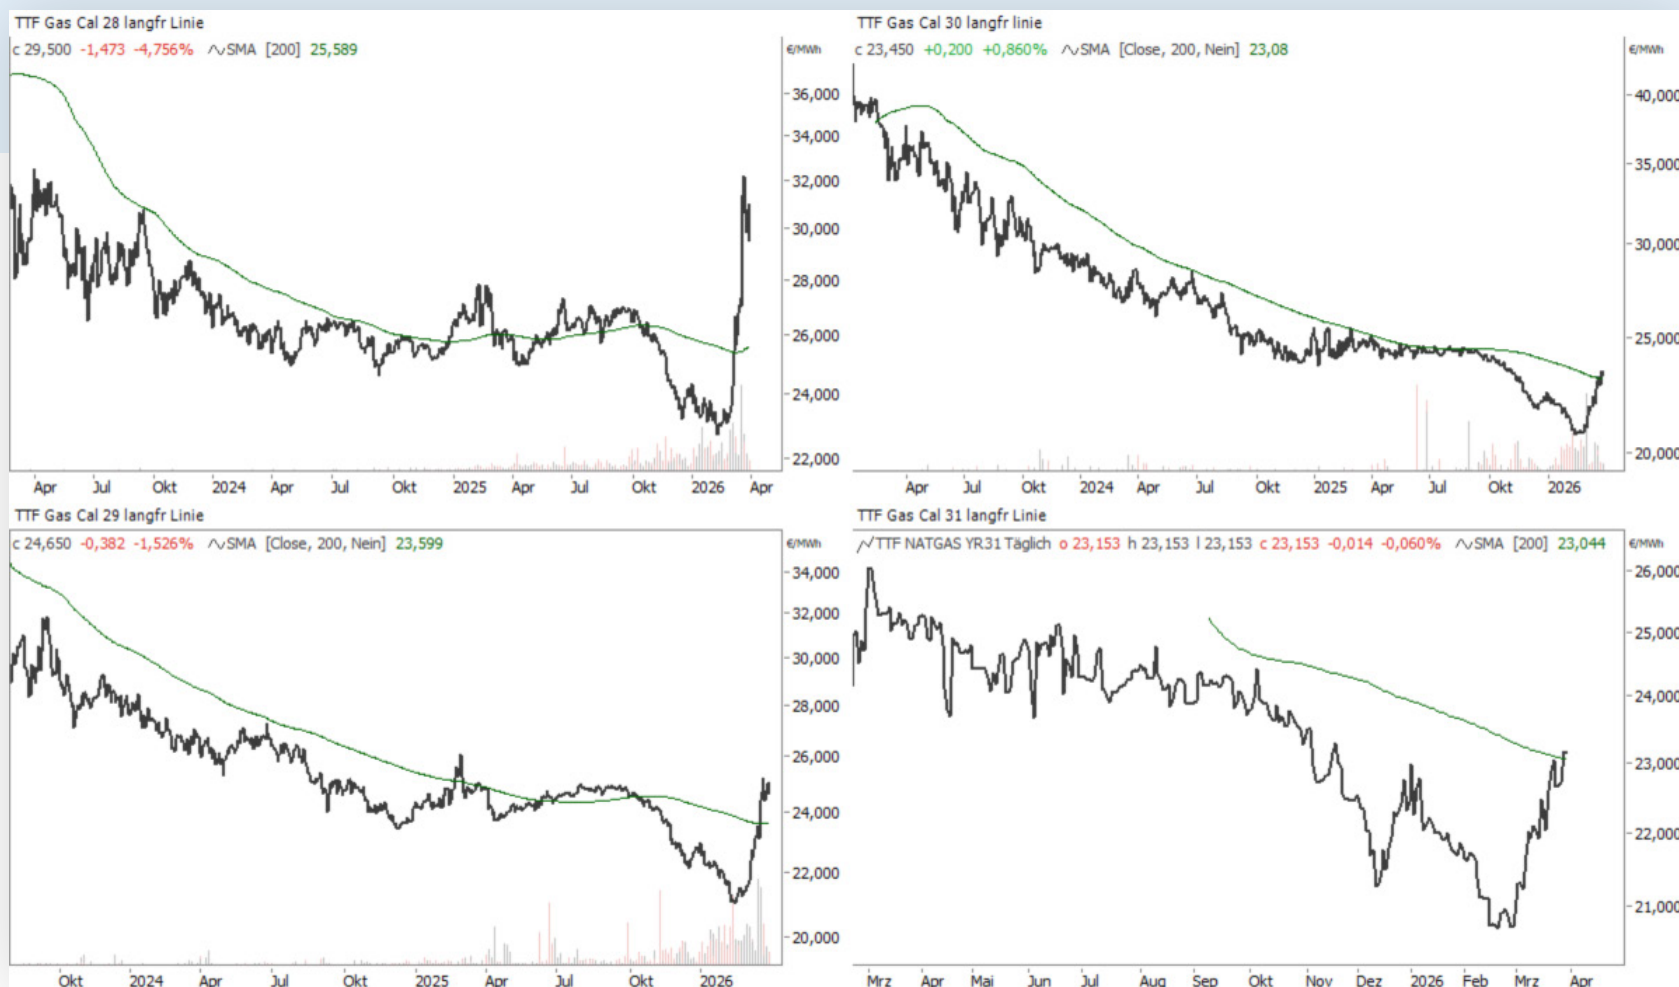 TTF Gas Cal 28 langfr Linie
c 29,500 -1,473 -4,756% SMA [200] 25,589
€/MWh
36,000
34,000
32,000
30,000
28,000
26,000
24,000
22,000
Apr Jul Okt 2024 Apr Jul Okt 2025 Apr Jul Okt 2026 Apr
TTF Gas Cal 30 langfr linie
c 23,450 +0,200 +0,860% SMA [Close, 200, Nein] 23,08
€/MWh
40,000
35,000
30,000
25,000
20,000
Apr Jul Okt 2024 Apr Jul Okt 2025 Apr Jul Okt 2026
TTF Gas Cal 29 langfr Linie
c 24,650 -0,382 -1,526% SMA [Close, 200, Nein] 23,599
€/MWh
34,000
32,000
30,000
28,000
26,000
24,000
22,000
20,000
Okt 2024 Apr Jul Okt 2025 Apr Jul Okt 2026
TTF Gas Cal 31 langfr Linie
TTF NATGAS YR31 Täglich o 23,153 h 23,153 l 23,153 c 23,153 -0,014 -0,060% SMA [200] 23,044
€/MWh
26,000
25,000
24,000
23,000
22,000
21,000
Mrz Apr Mai Jun Jul Aug Sep Okt Nov Dez 2026 Feb Mrz Apr